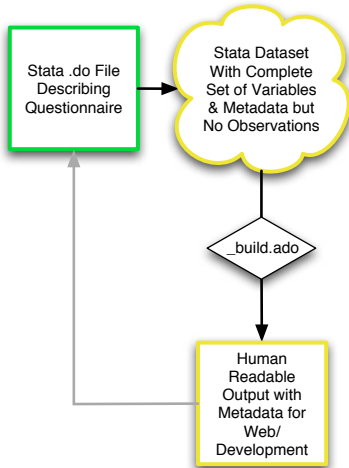 Stata .do File
Describing
Questionnaire
Stata Dataset
With Complete
Set of Variables
& Metadata but
No Observations
_build.ado
Human
Readable
Output with
Metadata for
Web/
Development